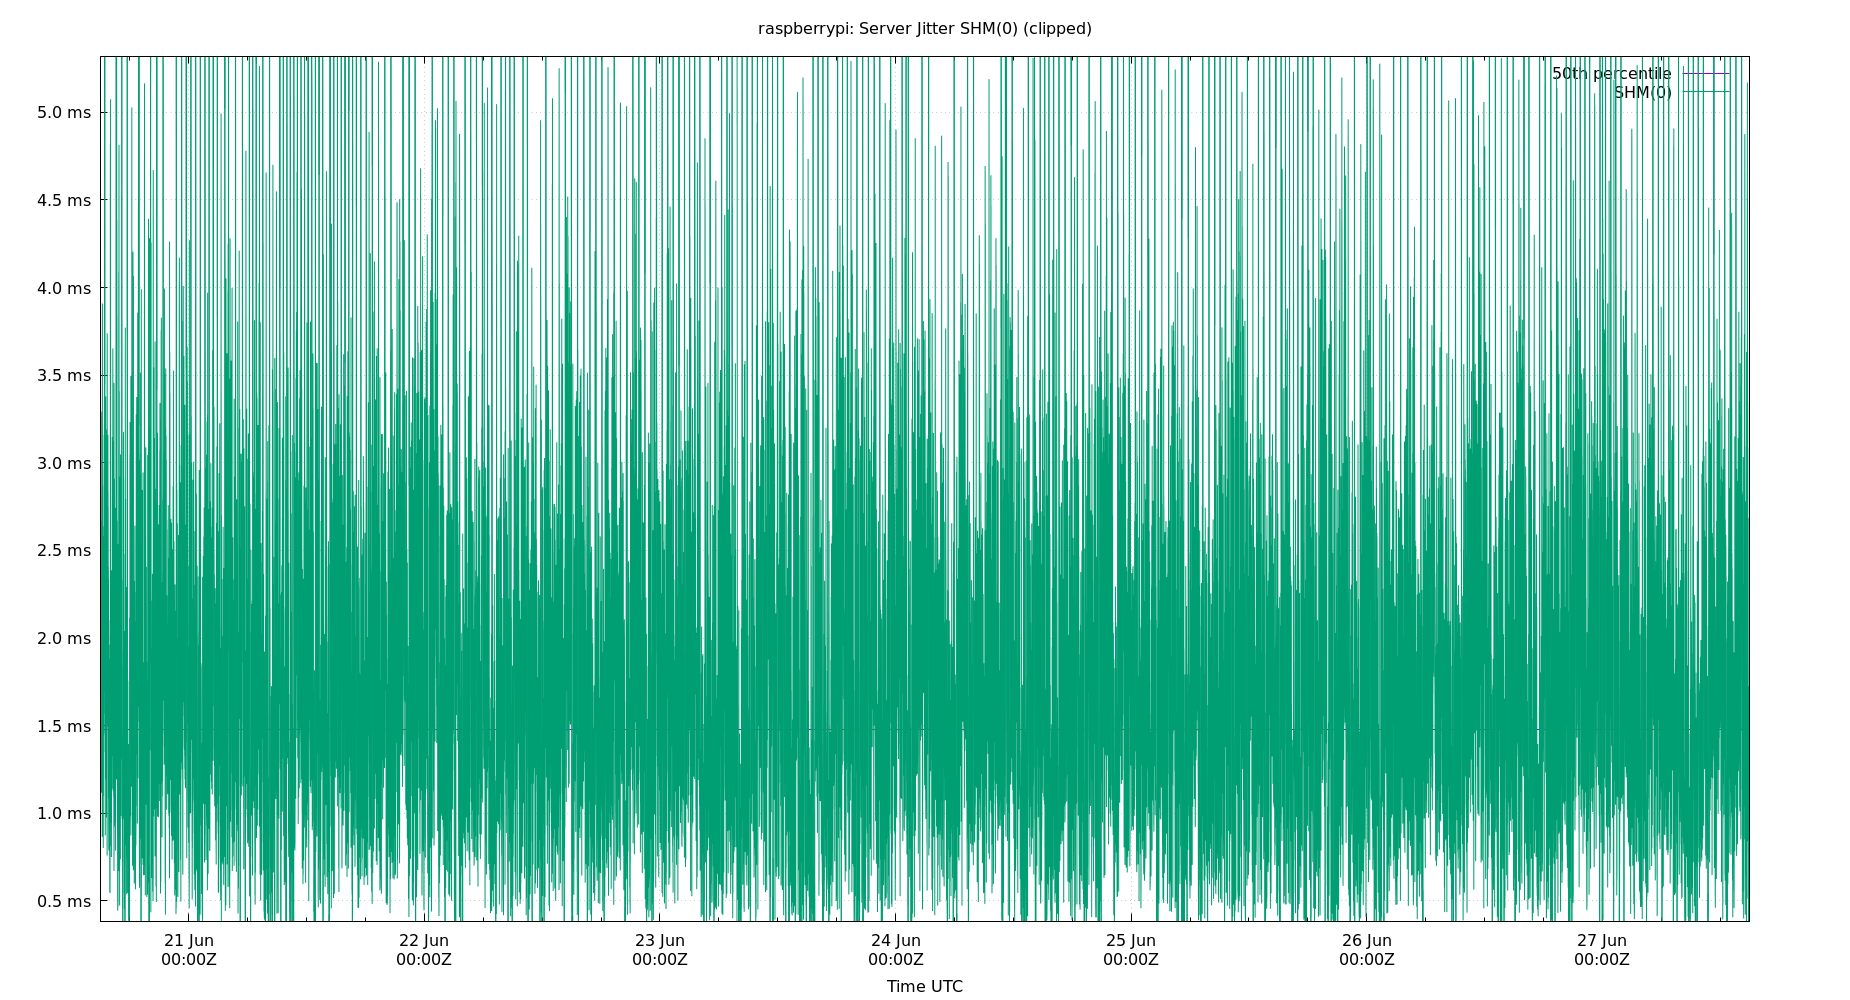 raspberrypi: Server Jitter SHM(0) (clipped)
50th percentile
SHM(0)
5.0 ms
4.5 ms
4.0 ms
3.5 ms
3.0 ms
2.5 ms
2.0 ms
1.5 ms
1.0 ms
0.5 ms
21 Jun 22 Jun 23 Jun 24 Jun 25 Jun 26 Jun 27 Jun
00:00Z 00:00Z 00:00Z 00:00Z 00:00Z 00:00Z 00:00Z
Time UTC